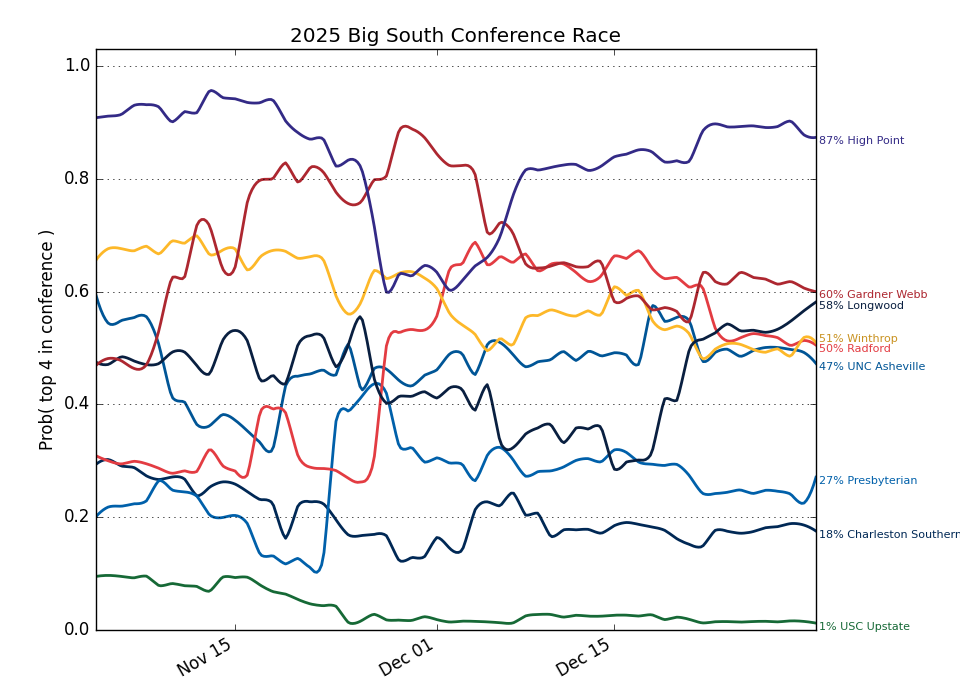 2025 Big South Conference Race
Prob( top 4 in conference )
1.0
0.8
0.6
0.4
0.2
0.0
Nov 15
Dec 01
Dec 15
87% High Point
60% Gardner Webb
58% Longwood
51% Winthrop
50% Radford
47% UNC Asheville
27% Presbyterian
18% Charleston Southern
1% USC Upstate